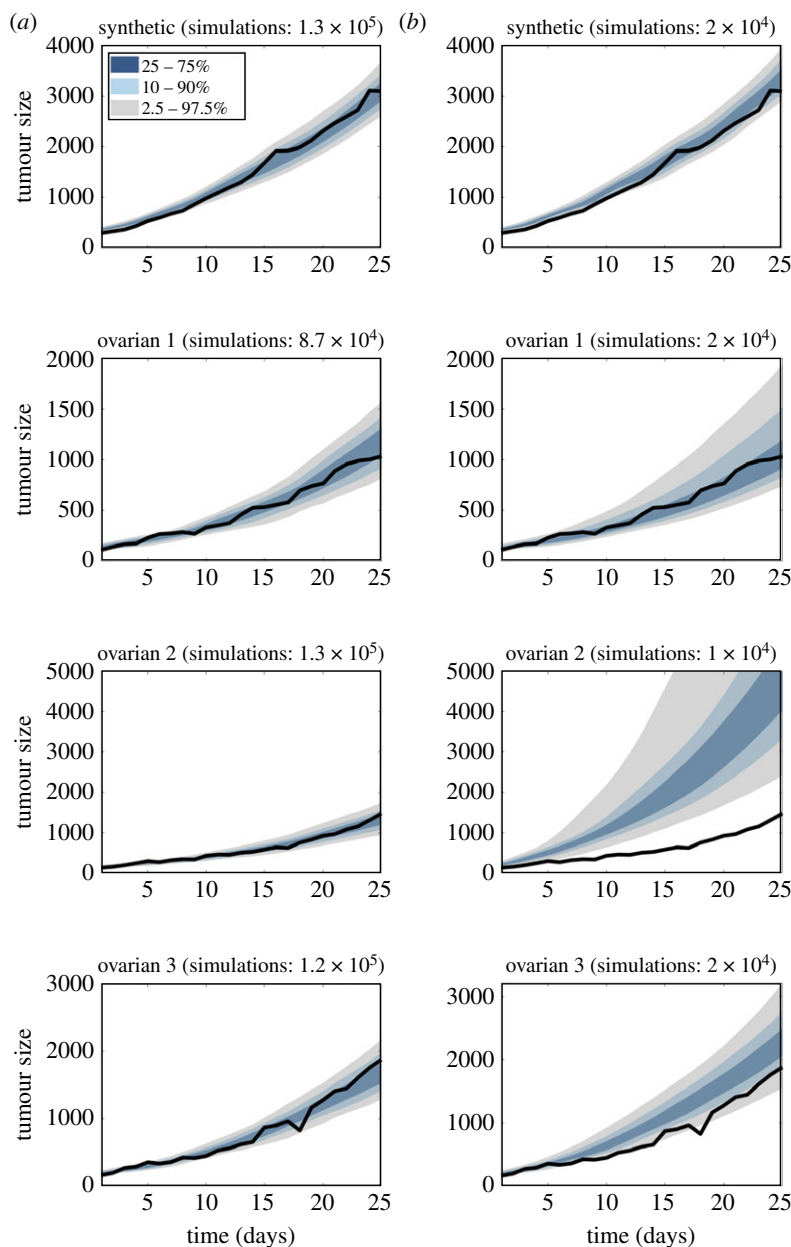 (a) synthetic (simulations: 1.3 × 10⁵)
4000
3000
2000
1000
0
tumour size
25 – 75%
10 – 90%
2.5 – 97.5%
5 10 15 20 25
(b) synthetic (simulations: 2 × 10⁴)
4000
3000
2000
1000
0
5 10 15 20 25
ovarian 1 (simulations: 8.7 × 10⁴)
2000
1500
1000
500
0
tumour size
5 10 15 20 25
ovarian 1 (simulations: 2 × 10⁴)
2000
1500
1000
500
0
5 10 15 20 25
ovarian 2 (simulations: 1.3 × 10⁵)
5000
4000
3000
2000
1000
0
tumour size
5 10 15 20 25
ovarian 2 (simulations: 1 × 10⁴)
5000
4000
3000
2000
1000
0
5 10 15 20 25
ovarian 3 (simulations: 1.2 × 10⁵)
3000
2000
1000
0
tumour size
5 10 15 20 25
time (days)
ovarian 3 (simulations: 2 × 10⁴)
3000
2000
1000
0
5 10 15 20 25
time (days)